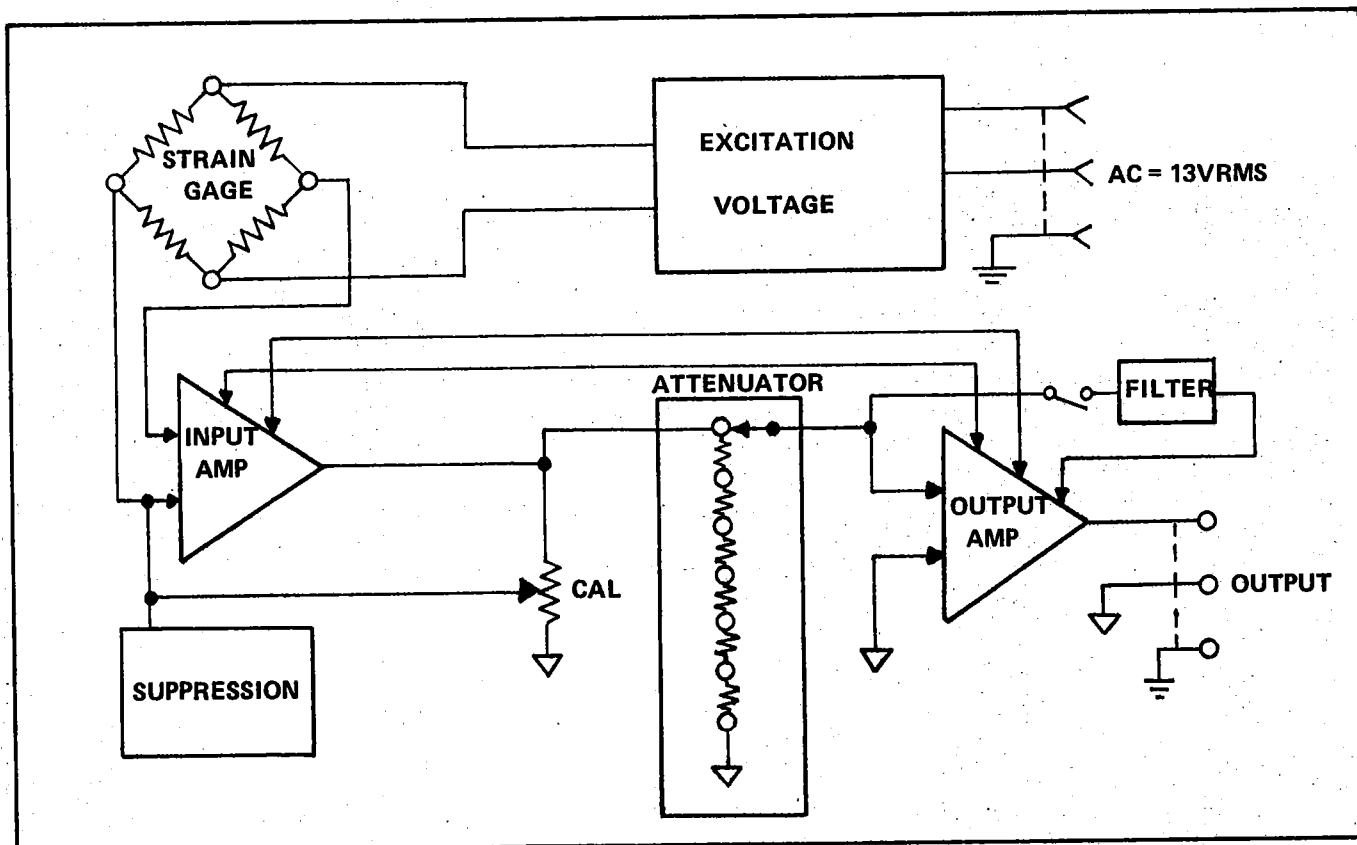 STRAIN
GAGE
EXCITATION
VOLTAGE
AC = 13VRMS
INPUT
AMP
ATTENUATOR
FILTER
OUTPUT
AMP
CAL
OUTPUT
SUPPRESSION